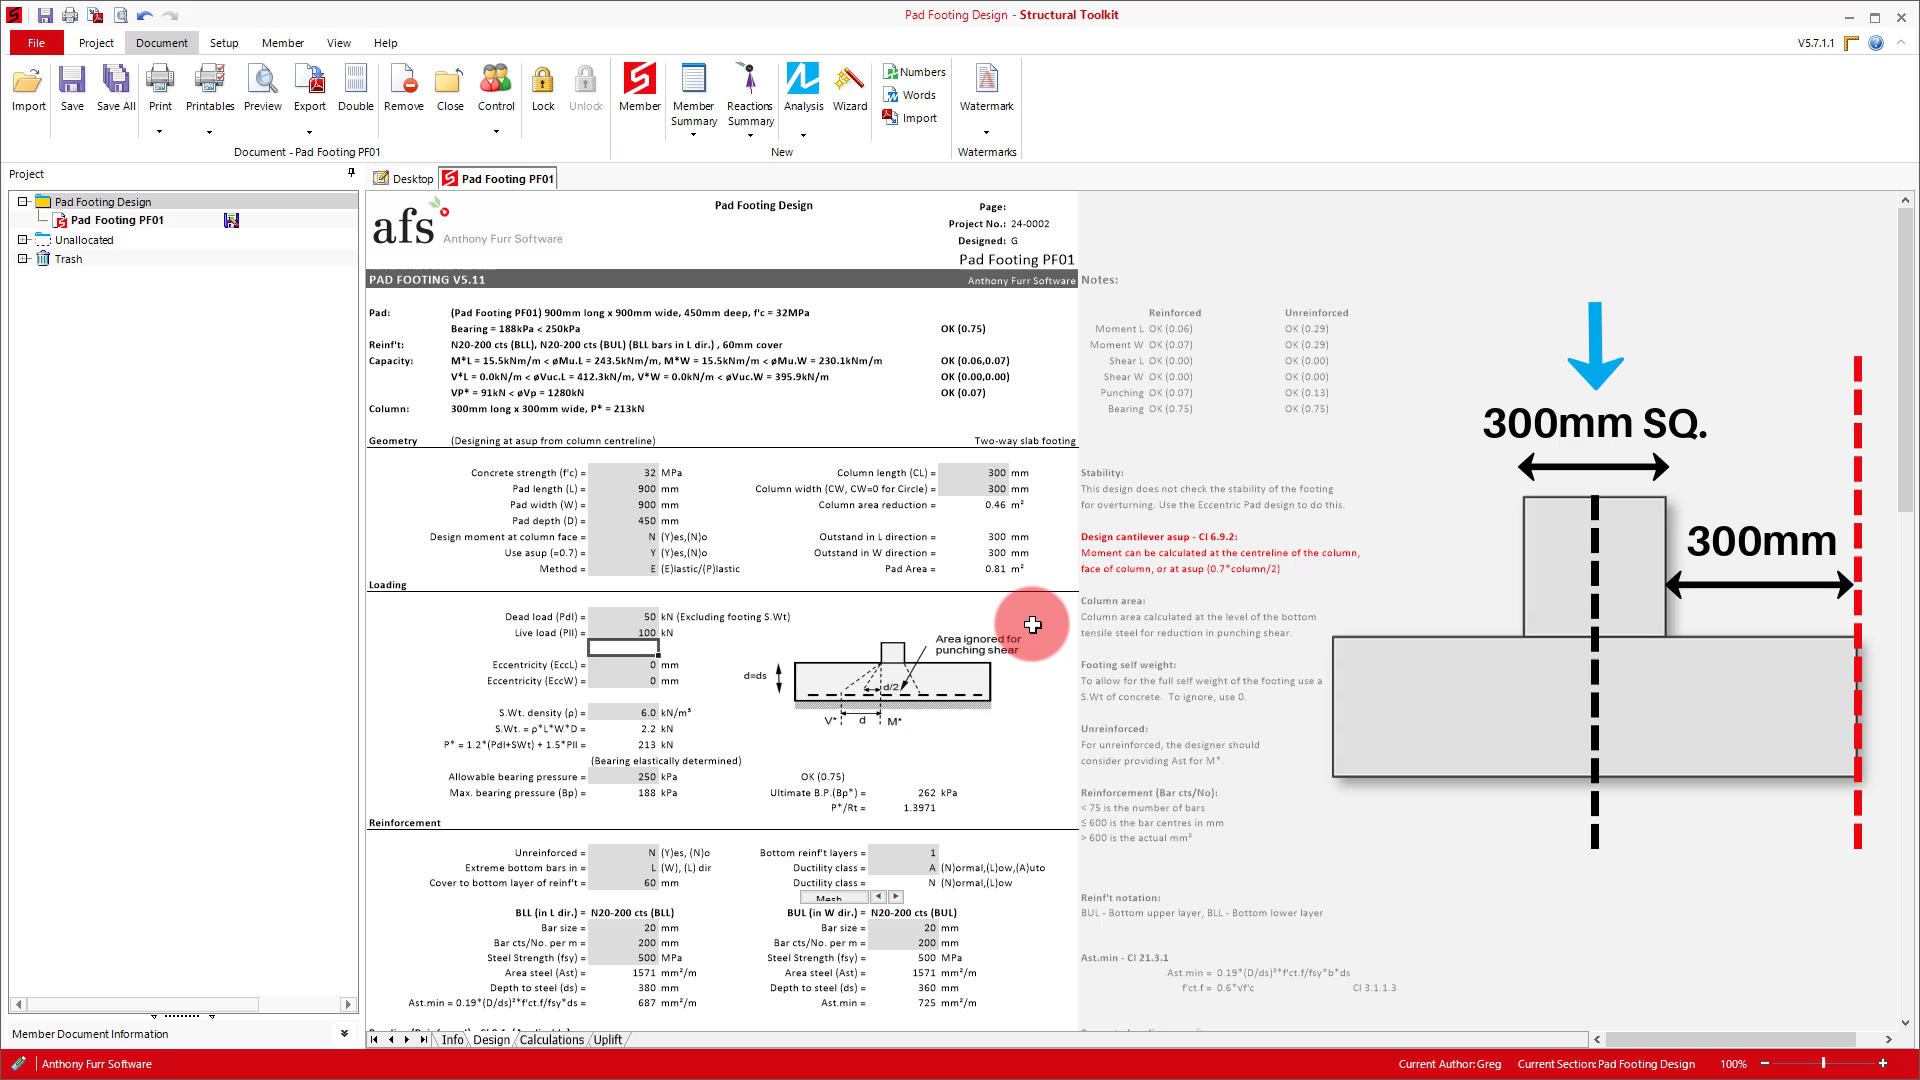 Pad Footing Design - Structural Toolkit
File Project Document Setup Member View Help V5.7.1.1
Import Save Save All Print Printables Preview Export Double Remove Close Control Lock Unlock Member Member Summary Reactions Summary Analysis Wizard Numbers Words Import Watermark
Document - Pad Footing PF01 New Watermarks
Project
Pad Footing Design
Pad Footing PF01
Unallocated
Trash
Member Document Information
Desktop Pad Footing PF01
afs Anthony Furr Software
Pad Footing Design
Page:
Project No.: 24-0002
Designed: G
Pad Footing PF01
PAD FOOTING V5.11 Anthony Furr Software
Pad: (Pad Footing PF01) 900mm long x 900mm wide, 450mm deep, f'c = 32MPa
Bearing = 188kPa < 250kPa OK (0.75)
Reinf't: N20-200 cts (BLL), N20-200 cts (BUL) (BLL bars in L dir.) , 60mm cover
Capacity: M*L = 15.5kNm/m < øMu.L = 243.5kNm/m, M*W = 15.5kNm/m < øMu.W = 230.1kNm/m OK (0.06,0.07)
V*L = 0.0kN/m < øVuc.L = 412.3kN/m, V*W = 0.0kN/m < øVuc.W = 395.9kN/m OK (0.00,0.00)
VP* = 91kN < øVp = 1280kN OK (0.07)
Column: 300mm long x 300mm wide, P* = 213kN
Geometry (Designing at asup from column centreline) Two-way slab footing
Concrete strength (f'c) = 32 MPa Column length (CL) = 300 mm
Pad length (L) = 900 mm Column width (CW, CW=0 for Circle) = 300 mm
Pad width (W) = 900 mm Column area reduction = 0.46 m²
Pad depth (D) = 450 mm
Design moment at column face = N (Y)es,(N)o Outstand in L direction = 300 mm
Use asup (=0.7) = Y (Y)es,(N)o Outstand in W direction = 300 mm
Method = E (E)lastic/(P)lastic Pad Area = 0.81 m²
Loading
Dead load (Pdl) = 50 kN (Excluding footing S.Wt)
Live load (Pll) = 100 kN
Eccentricity (EccL) = 0 mm
Eccentricity (EccW) = 0 mm
Area ignored for
punching shear
d=ds
d/2
V* d M*
S.Wt. density (ρ) = 6.0 kN/m³
S.Wt. = ρ*L*W*D = 2.2 kN
P* = 1.2*(Pdl+SWt) + 1.5*Pll = 213 kN
(Bearing elastically determined)
Allowable bearing pressure = 250 kPa OK (0.75)
Max. bearing pressure (Bp) = 188 kPa Ultimate B.P.(Bp*) = 262 kPa
P*/Rt = 1.3971
Reinforcement
Unreinforced = N (Y)es, (N)o Bottom reinf't layers = 1
Extreme bottom bars in = L (W), (L) dir Ductility class = A (N)ormal,(L)ow,(A)uto
Cover to bottom layer of reinf't = 60 mm Ductility class = N (N)ormal,(L)ow
Mesh
BLL (in L dir.) = N20-200 cts (BLL) BUL (in W dir.) = N20-200 cts (BUL)
Bar size = 20 mm Bar size = 20 mm
Bar cts/No. per m = 200 mm Bar cts/No. per m = 200 mm
Steel Strength (fsy) = 500 MPa Steel Strength (fsy) = 500 MPa
Area steel (Ast) = 1571 mm²/m Area steel (Ast) = 1571 mm²/m
Depth to steel (ds) = 380 mm Depth to steel (ds) = 360 mm
Ast.min = 0.19*(D/ds)²*f'ct.f/fsy*ds = 687 mm²/m Ast.min = 725 mm²/m
Notes:
Reinforced Unreinforced
Moment L OK (0.06) OK (0.29)
Moment W OK (0.07) OK (0.29)
Shear L OK (0.00) OK (0.00)
Shear W OK (0.00) OK (0.00)
Punching OK (0.07) OK (0.13)
Bearing OK (0.75) OK (0.75)
Stability:
This design does not check the stability of the footing
for overturning. Use the Eccentric Pad design to do this.
Design cantilever asup - Cl 6.9.2:
Moment can be calculated at the centreline of the column,
face of column, or at asup (0.7*column/2)
Column area:
Column area calculated at the level of the bottom
tensile steel for reduction in punching shear.
Footing self weight:
To allow for the full self weight of the footing use a
S.Wt of concrete. To ignore, use 0.
Unreinforced:
For unreinforced, the designer should
consider providing Ast for M*.
Reinforcement (Bar cts/No):
< 75 is the number of bars
≤ 600 is the bar centres in mm
> 600 is the actual mm²
Reinf't notation:
BUL - Bottom upper layer, BLL - Bottom lower layer
Ast.min - Cl 21.3.1
Ast.min = 0.19*(D/ds)²*f'ct.f/fsy*b*ds
f'ct.f = 0.6*√f'c Cl 3.1.1.3
300mm SQ.
300mm
Info Design Calculations Uplift
Anthony Furr Software Current Author: Greg Current Section: Pad Footing Design 100%